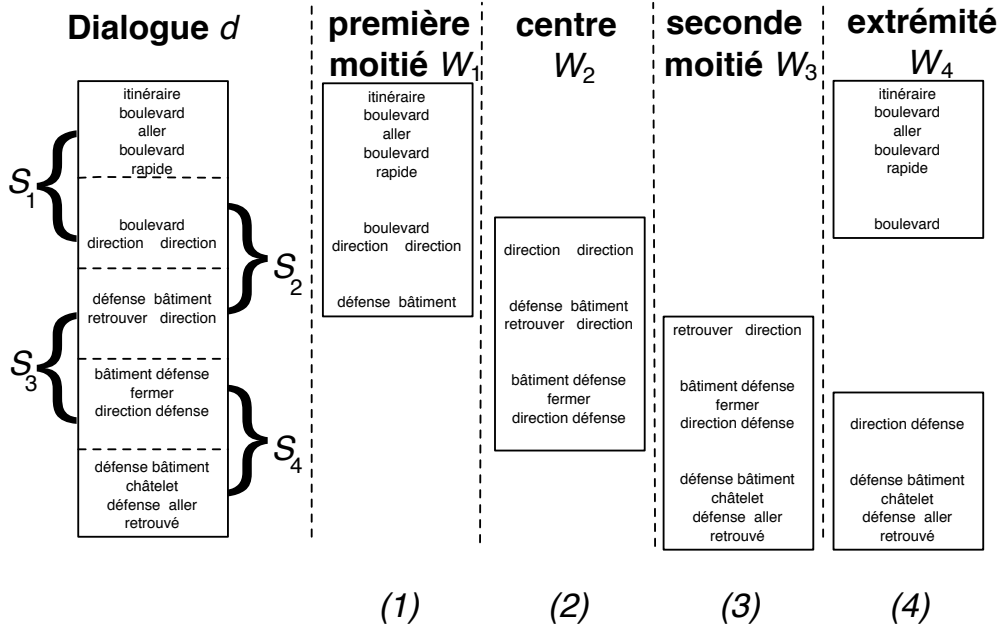 Dialogue d
itinéraire
boulevard
aller
boulevard
rapide
boulevard
direction direction
défense bâtiment
retrouver direction
bâtiment défense
fermer
direction défense
défense bâtiment
châtelet
défense aller
retrouvé
S1
S2
S3
S4
première
moitié W1
itinéraire
boulevard
aller
boulevard
rapide
boulevard
direction direction
défense bâtiment
(1)
centre
W2
direction direction
défense bâtiment
retrouver direction
bâtiment défense
fermer
direction défense
(2)
seconde
moitié W3
retrouver direction
bâtiment défense
fermer
direction défense
défense bâtiment
châtelet
défense aller
retrouvé
(3)
extrémité
W4
itinéraire
boulevard
aller
boulevard
rapide
boulevard
direction défense
défense bâtiment
châtelet
défense aller
retrouvé
(4)